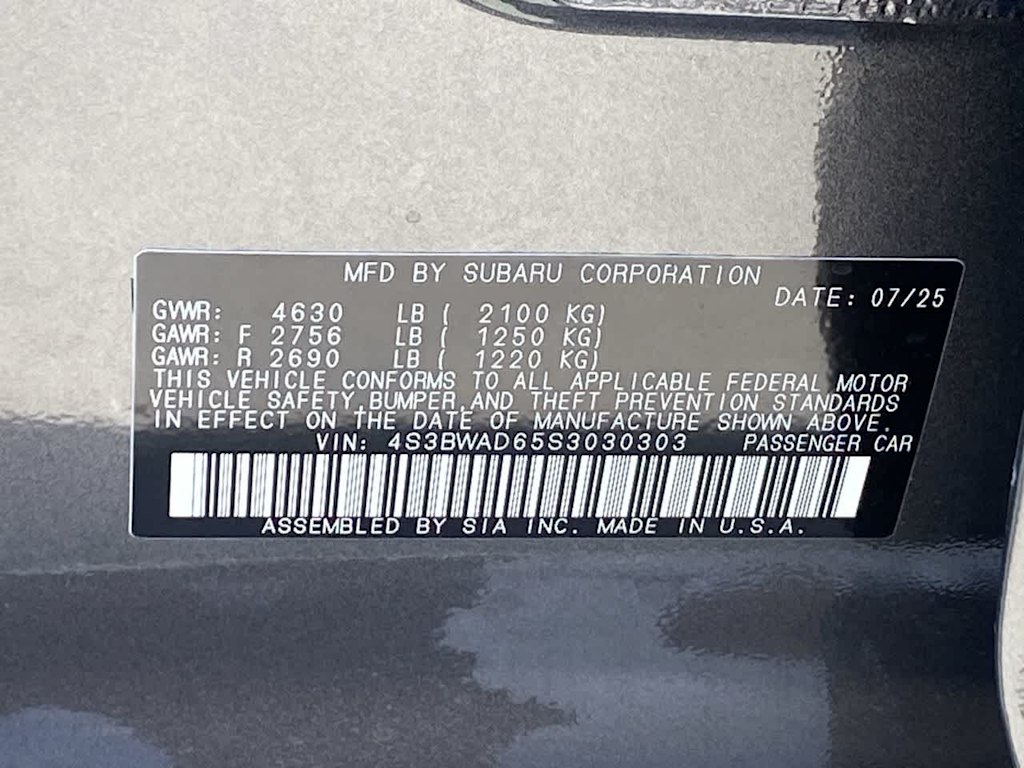 MFD BY SUBARU CORPORATION
DATE: 07/25
GVWR: 4630 LB ( 2100 KG)
GAWR: F 2756 LB ( 1250 KG)
GAWR: R 2690 LB ( 1220 KG)
THIS VEHICLE CONFORMS TO ALL APPLICABLE FEDERAL MOTOR
VEHICLE SAFETY,BUMPER,AND THEFT PREVENTION STANDARDS
IN EFFECT ON THE DATE OF MANUFACTURE SHOWN ABOVE.
VIN: 4S3BWAD65S3030303 PASSENGER CAR
ASSEMBLED BY SIA INC. MADE IN U.S.A.